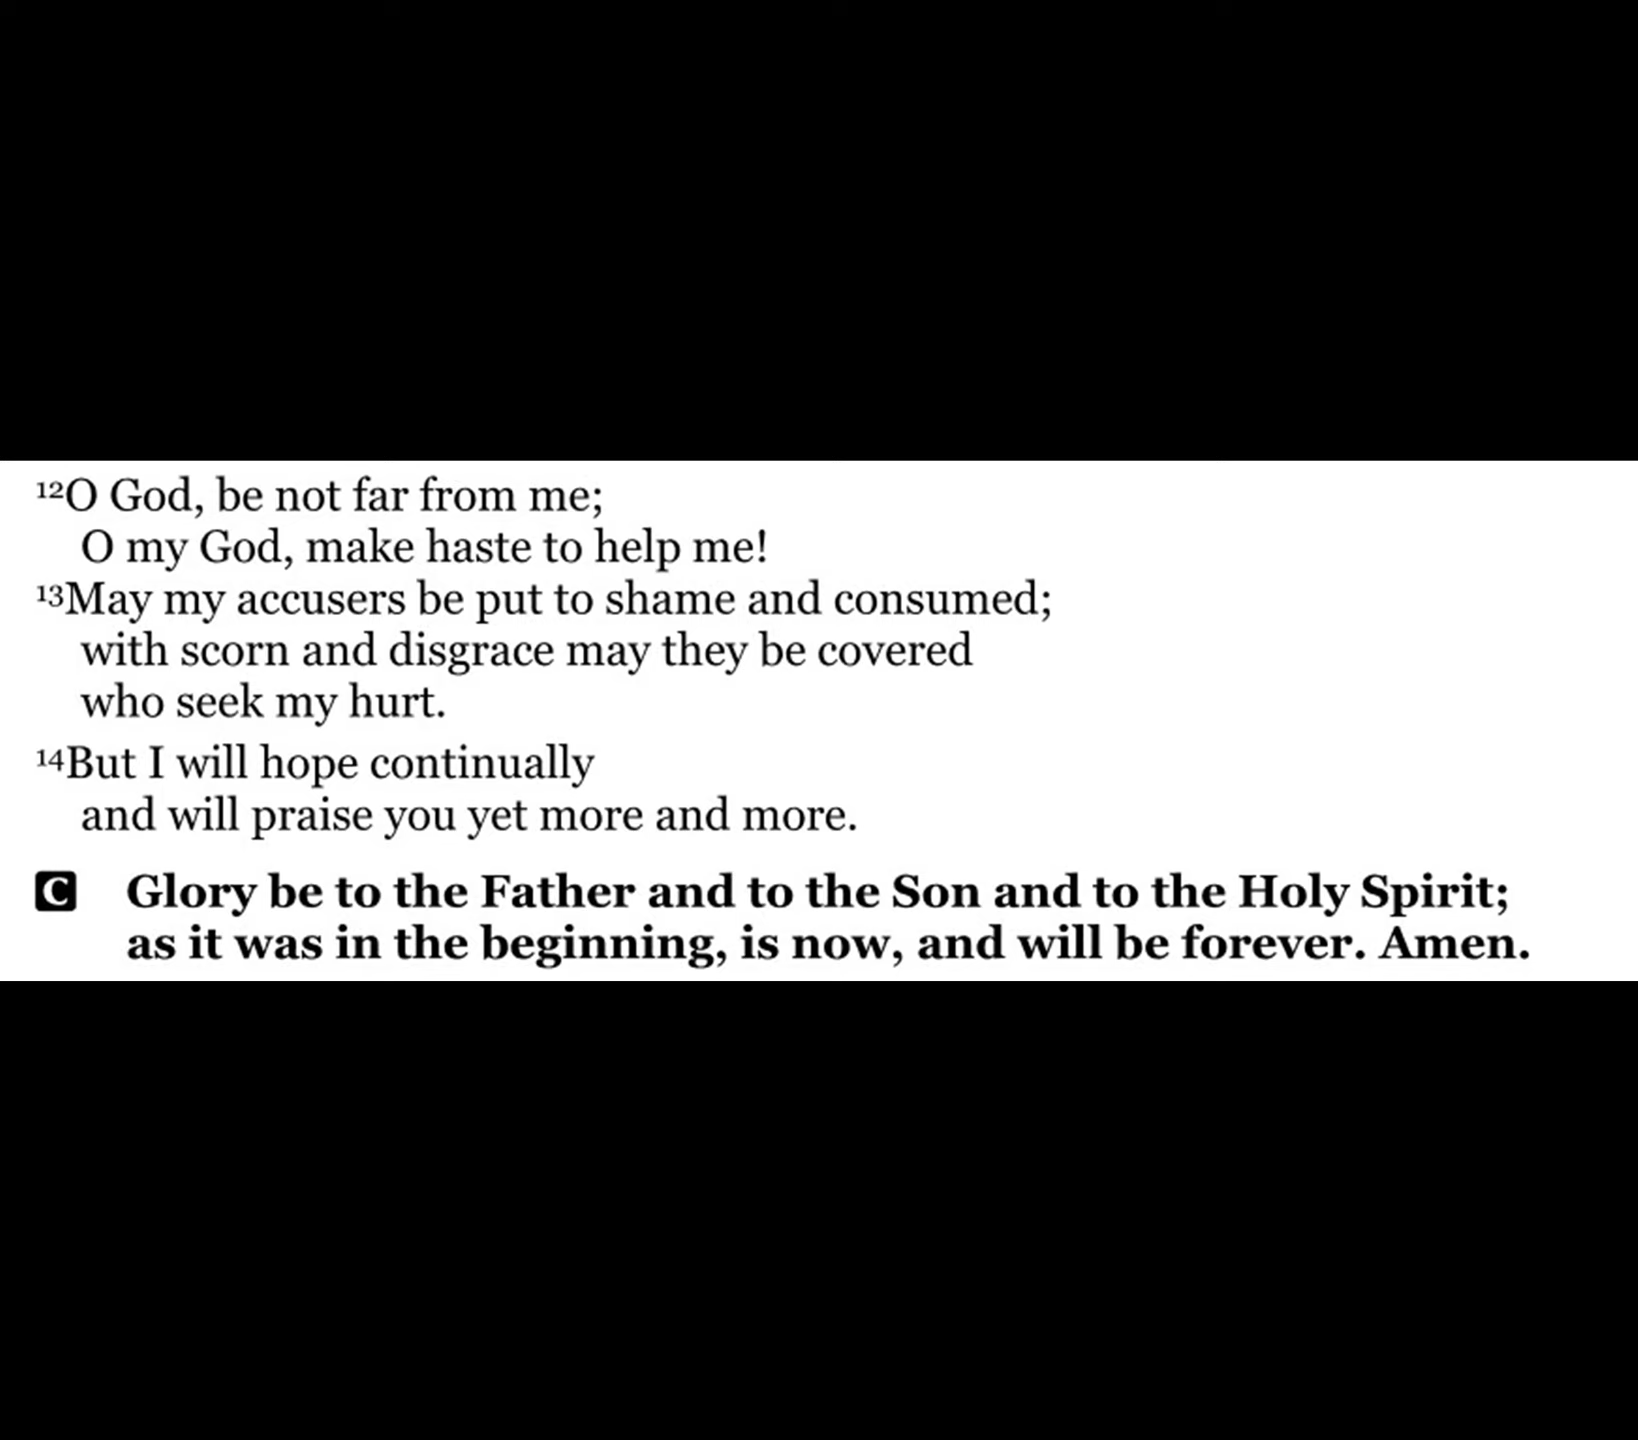 12O God, be not far from me;
O my God, make haste to help me!
13May my accusers be put to shame and consumed;
with scorn and disgrace may they be covered
who seek my hurt.
14But I will hope continually
and will praise you yet more and more.
C Glory be to the Father and to the Son and to the Holy Spirit;
as it was in the beginning, is now, and will be forever. Amen.